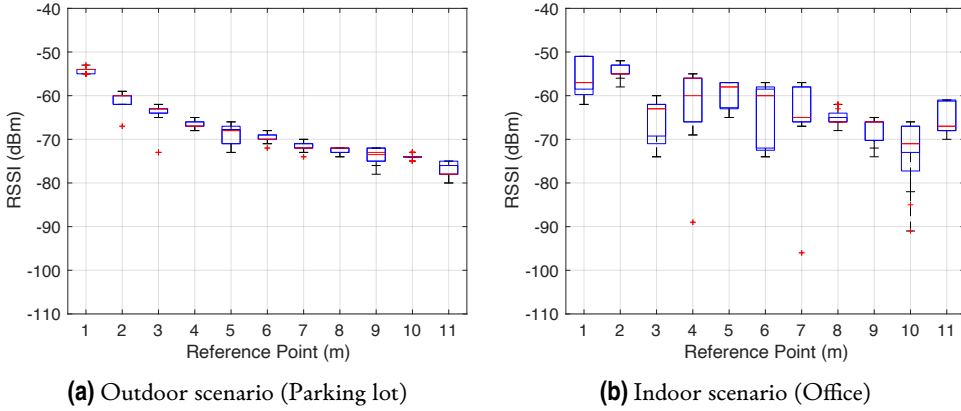 -40
-50
-60
-70
-80
-90
-100
-110
RSSI (dBm)
1 2 3 4 5 6 7 8 9 10 11
Reference Point (m)
(a) Outdoor scenario (Parking lot)
-40
-50
-60
-70
-80
-90
-100
-110
RSSI (dBm)
1 2 3 4 5 6 7 8 9 10 11
Reference Point (m)
(b) Indoor scenario (Office)